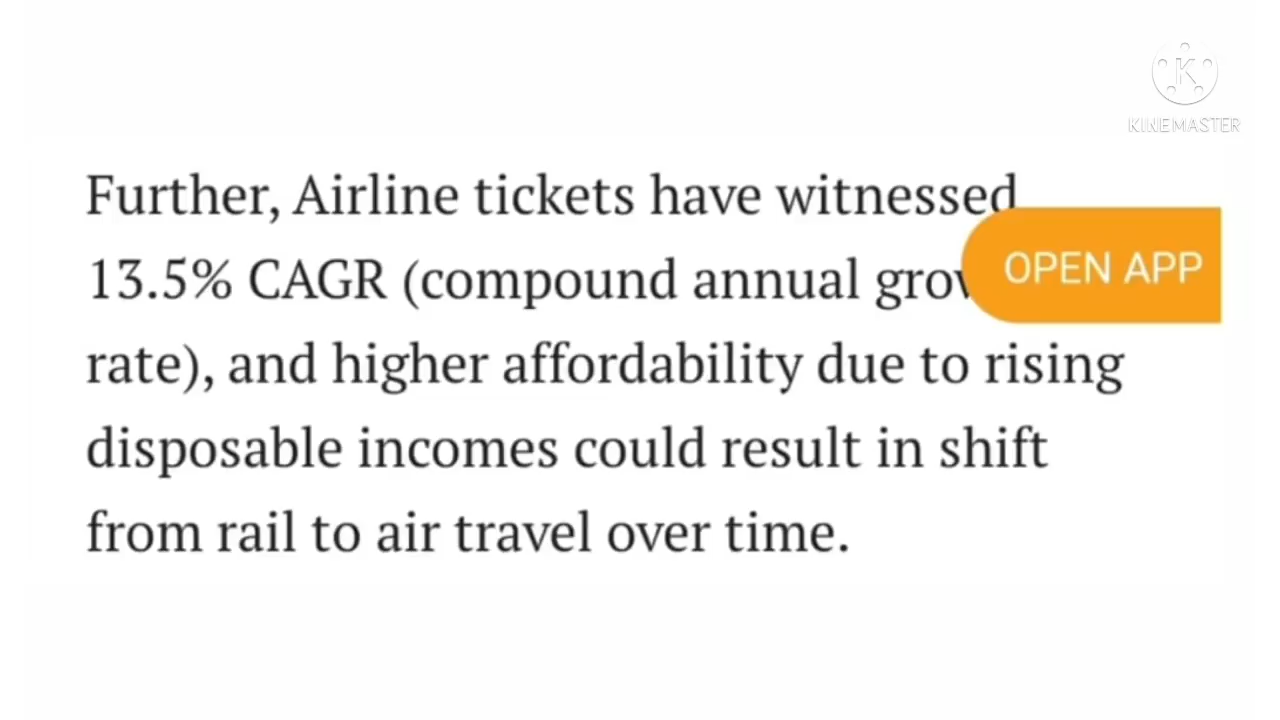 K
KINEMASTER
Further, Airline tickets have witnessed
OPEN APP
13.5% CAGR (compound annual
rate), and higher affordability due to rising
disposable incomes could result in shift
from rail to air travel over time.